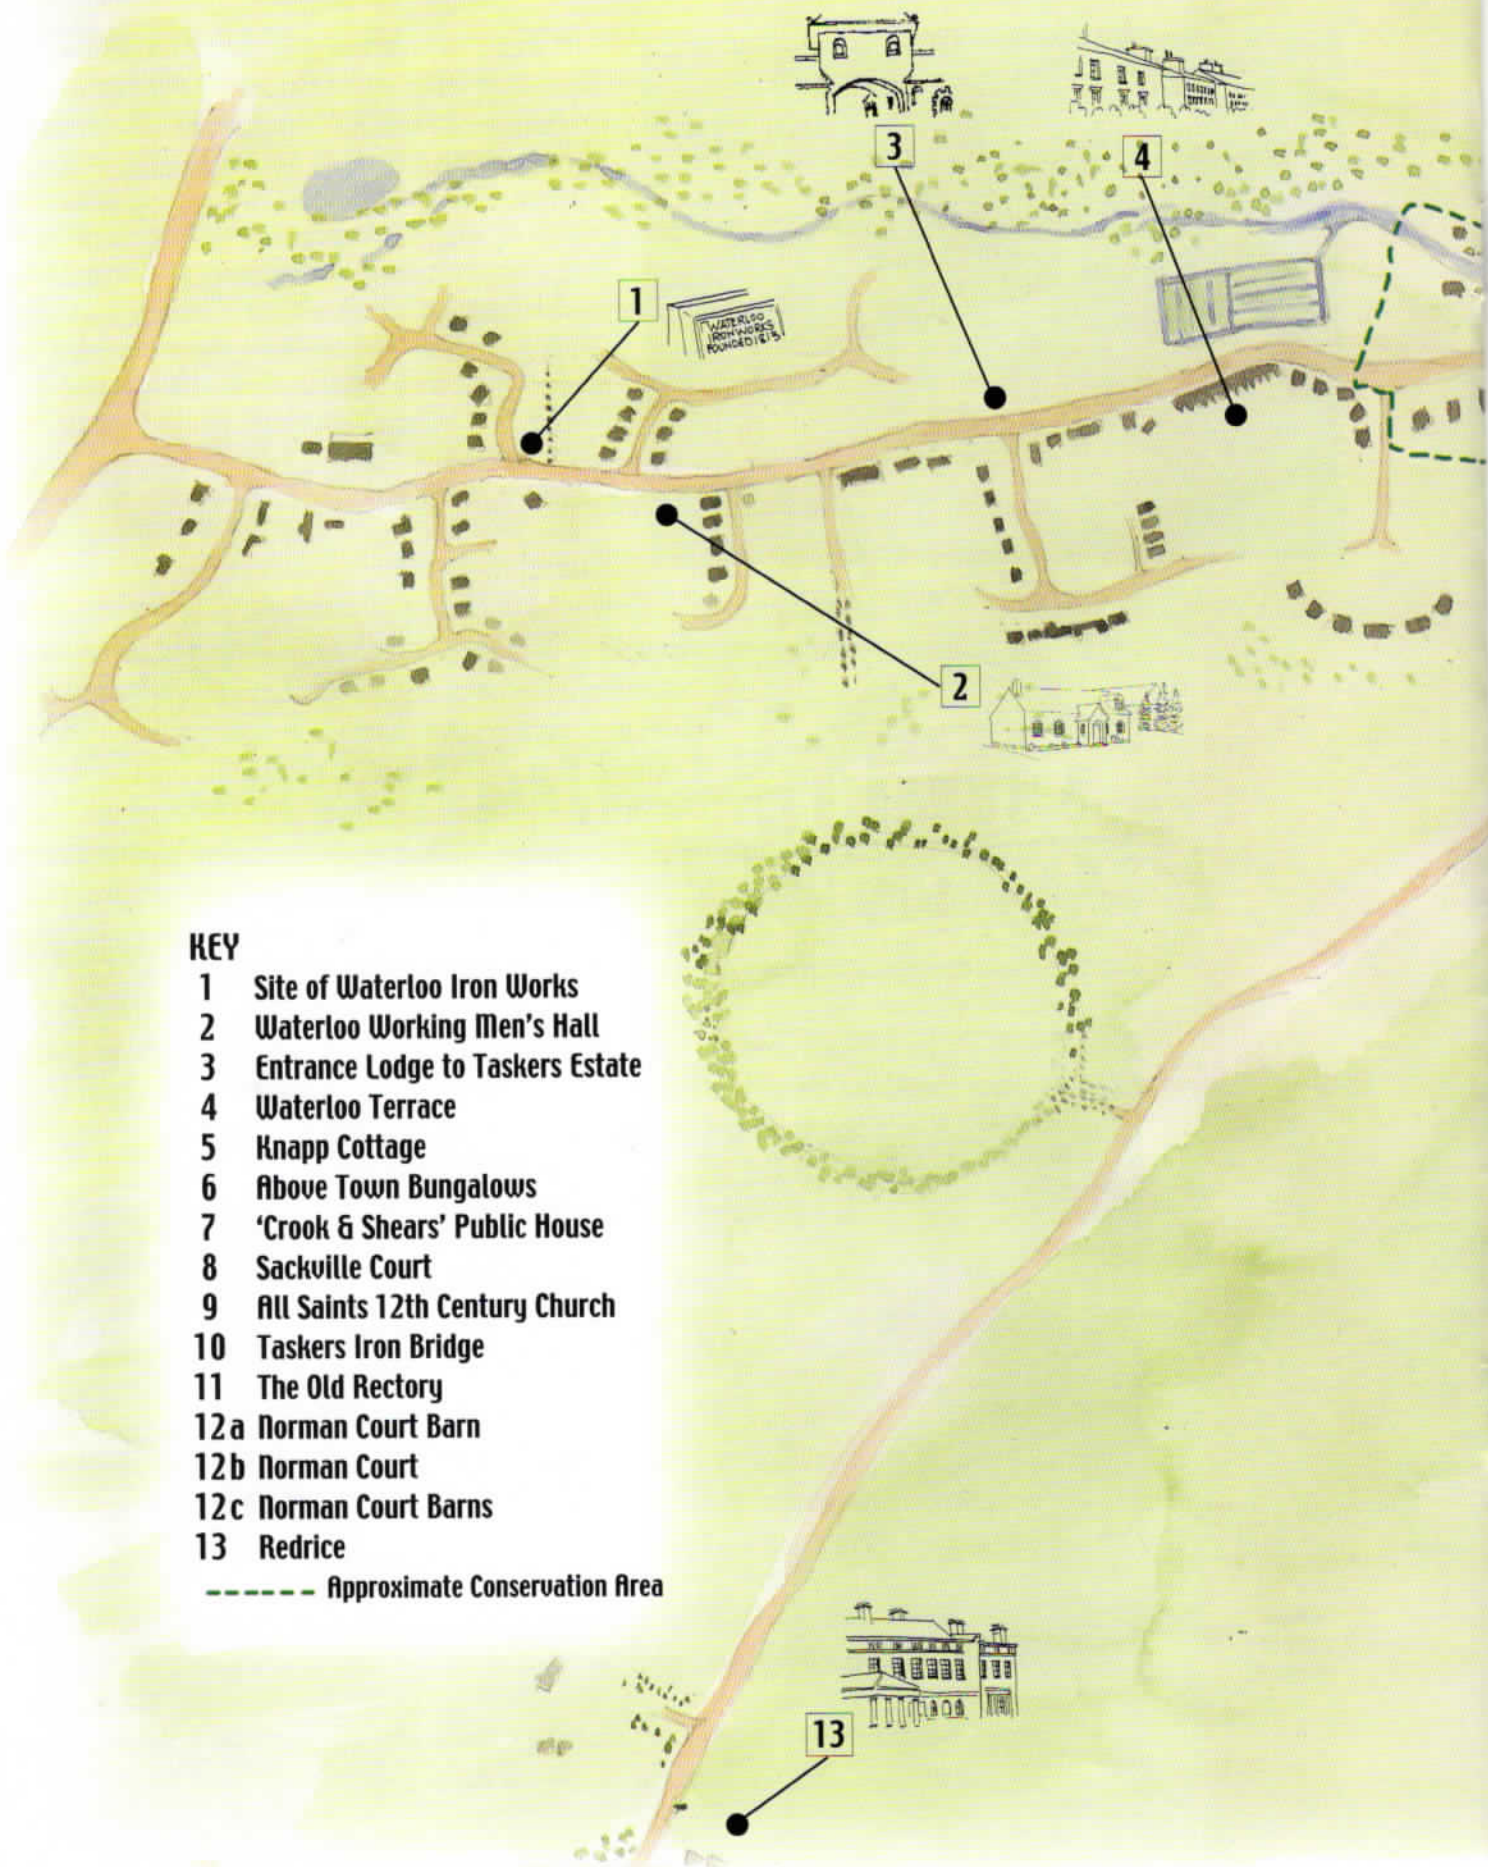 3
4
1
WATERLOO
IRONWORKS
FOUNDED 1815
2
KEY
1 Site of Waterloo Iron Works
2 Waterloo Working Men's Hall
3 Entrance Lodge to Taskers Estate
4 Waterloo Terrace
5 Knapp Cottage
6 Above Town Bungalows
7 'Crook & Shears' Public House
8 Sackville Court
9 All Saints 12th Century Church
10 Taskers Iron Bridge
11 The Old Rectory
12a Norman Court Barn
12b Norman Court
12c Norman Court Barns
13 Redrice
Approximate Conservation Area
13